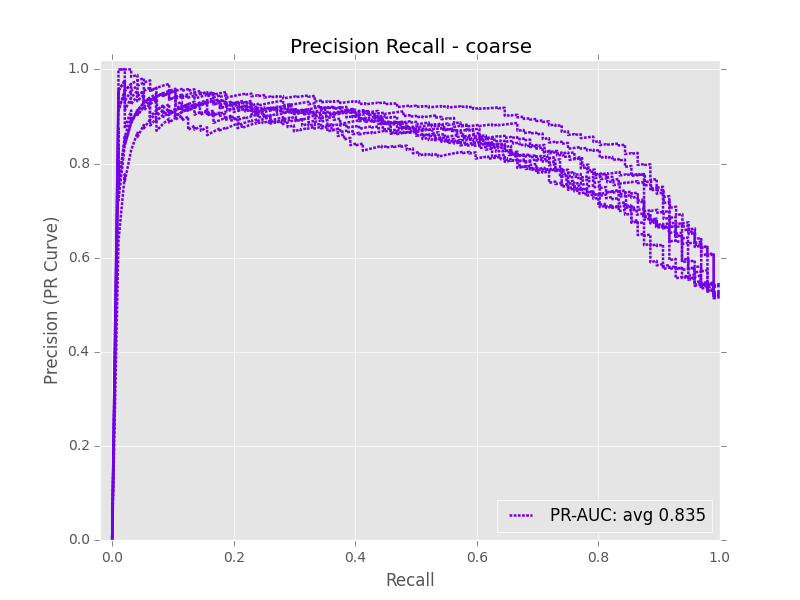 Precision Recall - coarse
1.0
0.8
0.6
0.4
0.2
0.0
Precision (PR Curve)
0.0 0.2 0.4 0.6 0.8 1.0
Recall
PR-AUC: avg 0.835